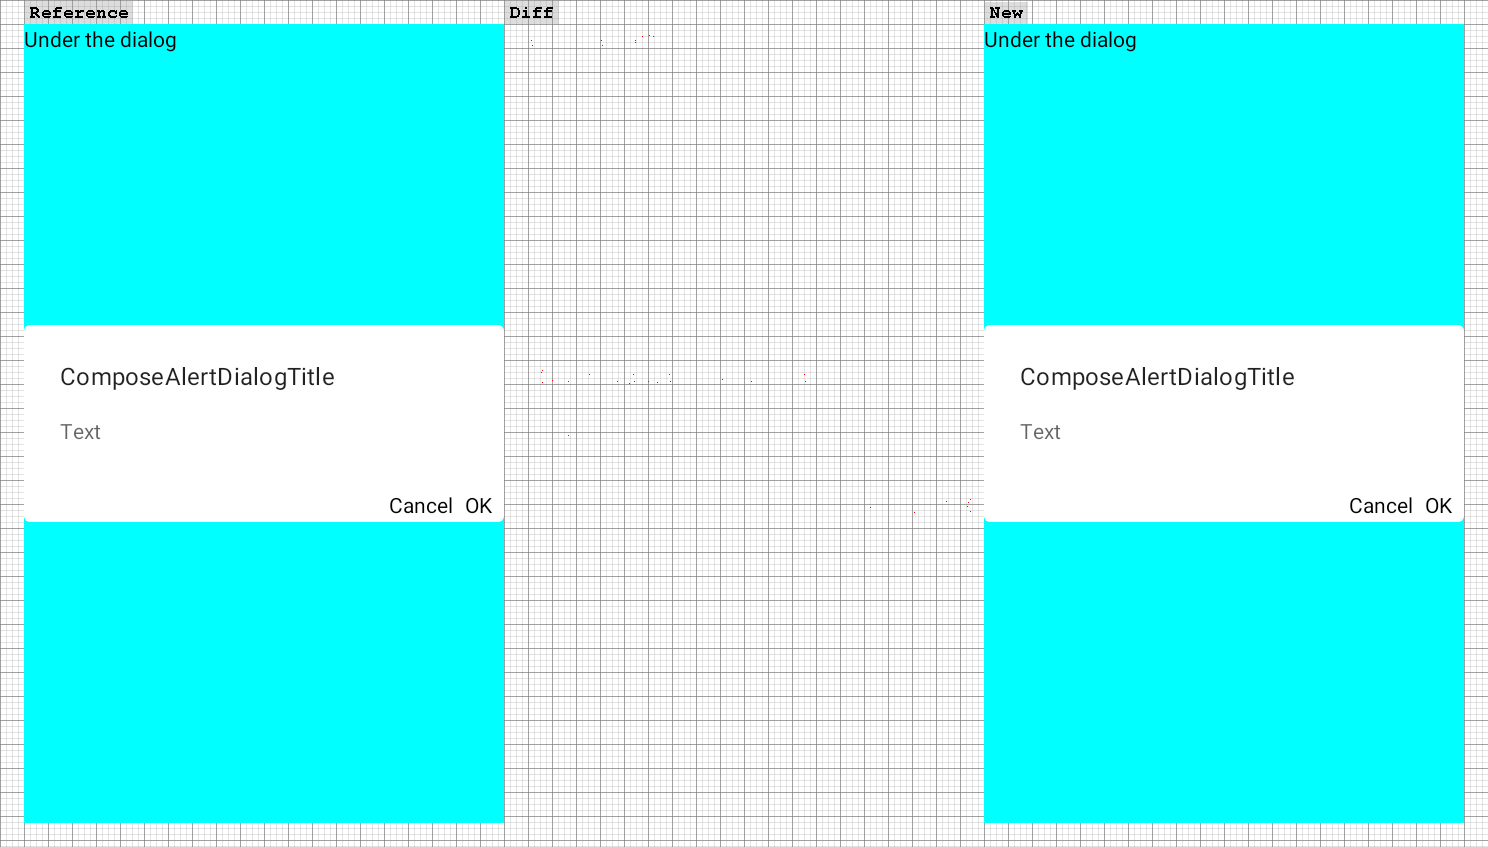 Reference Diff New
Under the dialog Under the dialog
ComposeAlertDialogTitle ComposeAlertDialogTitle
Text Text
Cancel OK Cancel OK